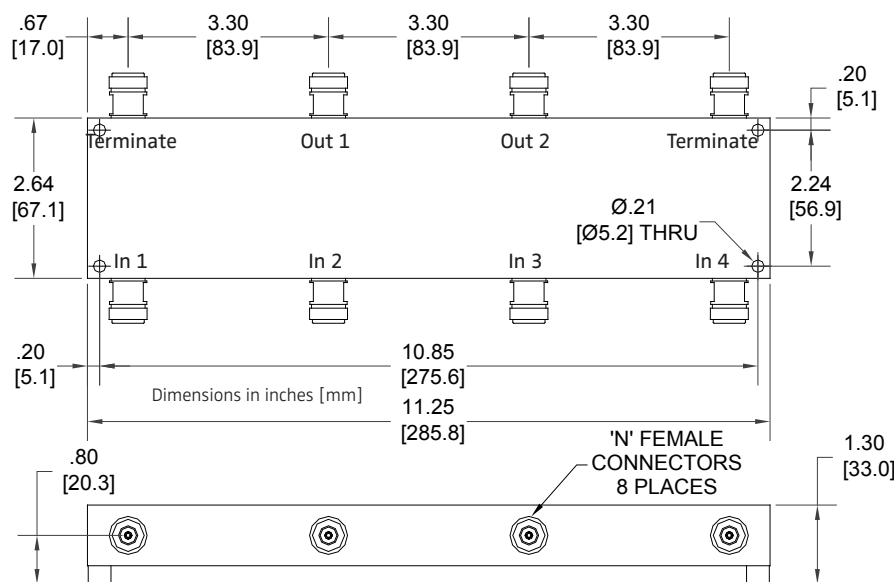 .67
[17.0]
3.30
[83.9]
3.30
[83.9]
3.30
[83.9]
.20
[5.1]
Terminate
Out 1
Out 2
Terminate
2.64
[67.1]
2.24
[56.9]
Ø.21
[Ø5.2] THRU
In 1
In 2
In 3
In 4
.20
[5.1]
10.85
[275.6]
Dimensions in inches [mm]
11.25
[285.8]
.80
[20.3]
'N' FEMALE
CONNECTORS
8 PLACES
1.30
[33.0]